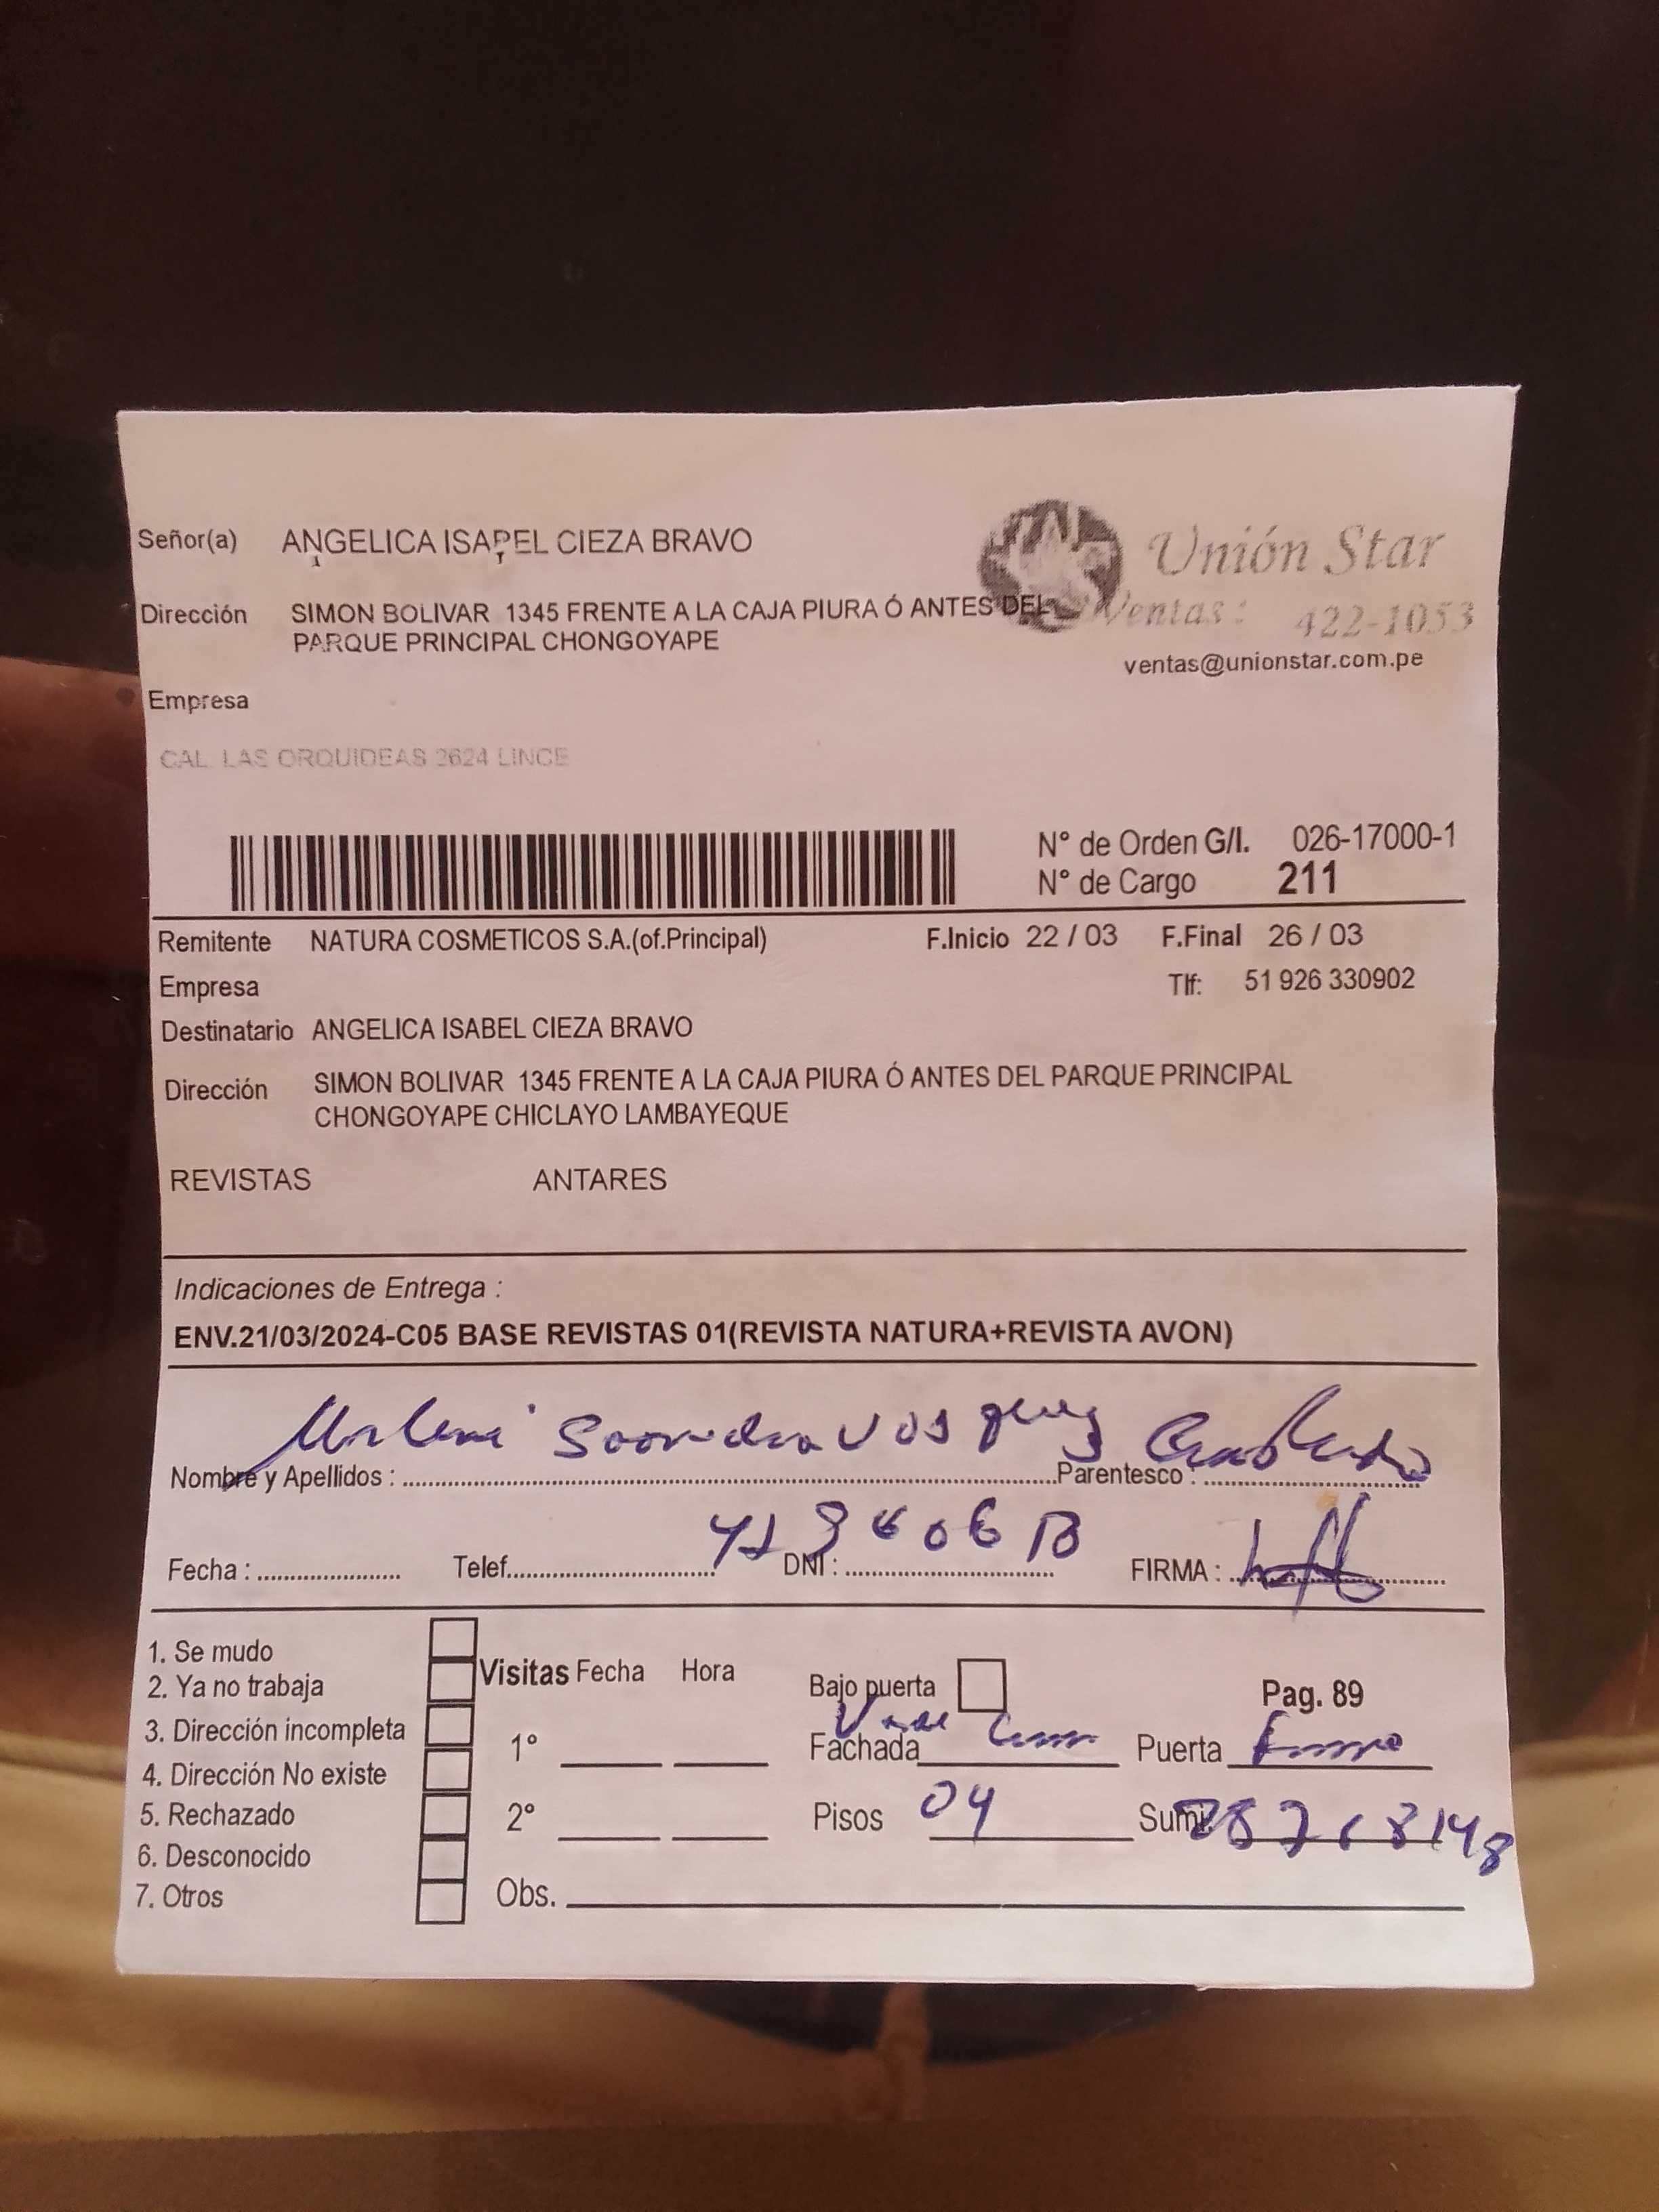 Señor(a) ANGELICA ISABEL CIEZA BRAVO
Unión Star
Dirección SIMON BOLIVAR 1345 FRENTE A LA CAJA PIURA Ó ANTES DEL
Ventas: 422-1053
PARQUE PRINCIPAL CHONGOYAPE
ventas@unionstar.com.pe
Empresa
CAL. LAS ORQUIDEAS 2624 LINCE
N° de Orden G/I. 026-17000-1
N° de Cargo 211
Remitente NATURA COSMETICOS S.A.(of.Principal) F.Inicio 22 / 03 F.Final 26 / 03
Empresa Tlf: 51 926 330902
Destinatario ANGELICA ISABEL CIEZA BRAVO
Dirección SIMON BOLIVAR 1345 FRENTE A LA CAJA PIURA Ó ANTES DEL PARQUE PRINCIPAL
CHONGOYAPE CHICLAYO LAMBAYEQUE
REVISTAS ANTARES
Indicaciones de Entrega :
ENV.21/03/2024-C05 BASE REVISTAS 01(REVISTA NATURA+REVISTA AVON)
Nombre y Apellidos : Parentesco :
Fecha : Telef. DNI : FIRMA :
1. Se mudo
2. Ya no trabaja
3. Dirección incompleta
4. Dirección No existe
5. Rechazado
6. Desconocido
7. Otros
Visitas Fecha Hora
1°
2°
Obs.
Bajo puerta Pag. 89
Fachada Puerta
Pisos 04 Sumi.